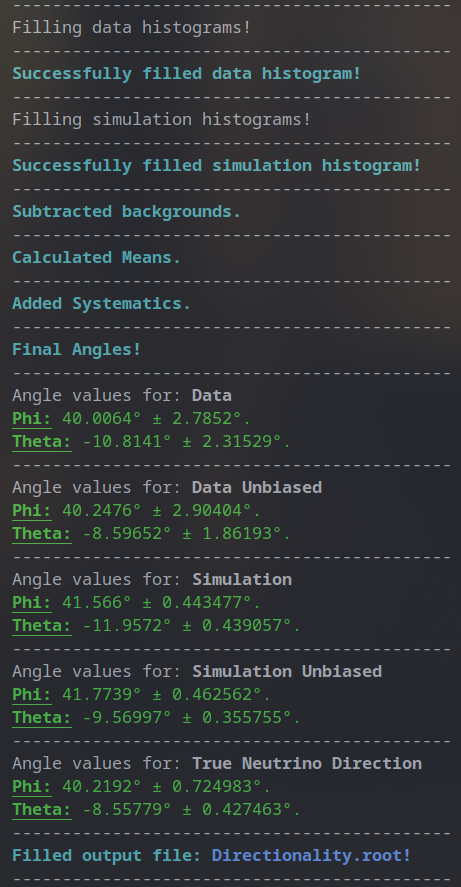 --------------------------------------------
Filling data histograms!
--------------------------------------------
Successfully filled data histogram!
--------------------------------------------
Filling simulation histograms!
--------------------------------------------
Successfully filled simulation histogram!
--------------------------------------------
Subtracted backgrounds.
--------------------------------------------
Calculated Means.
--------------------------------------------
Added Systematics.
--------------------------------------------
Final Angles!
--------------------------------------------
Angle values for: Data
Phi: 40.0064° ± 2.7852°.
Theta: -10.8141° ± 2.31529°.
--------------------------------------------
Angle values for: Data Unbiased
Phi: 40.2476° ± 2.90404°.
Theta: -8.59652° ± 1.86193°.
--------------------------------------------
Angle values for: Simulation
Phi: 41.566° ± 0.443477°.
Theta: -11.9572° ± 0.439057°.
--------------------------------------------
Angle values for: Simulation Unbiased
Phi: 41.7739° ± 0.462562°.
Theta: -9.56997° ± 0.355755°.
--------------------------------------------
Angle values for: True Neutrino Direction
Phi: 40.2192° ± 0.724983°.
Theta: -8.55779° ± 0.427463°.
--------------------------------------------
Filled output file: Directionality.root!
--------------------------------------------